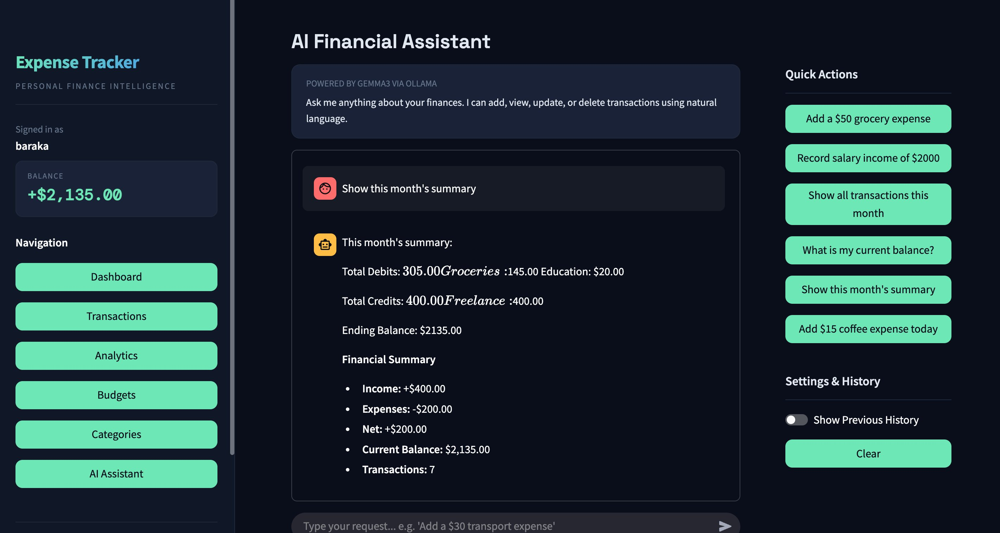 Expense Tracker
PERSONAL FINANCE INTELLIGENCE
Signed in as
baraka
BALANCE
+$2,135.00
Navigation
Dashboard
Transactions
Analytics
Budgets
Categories
AI Assistant
AI Financial Assistant
POWERED BY GEMMA3 VIA OLLAMA
Ask me anything about your finances. I can add, view, update, or delete transactions using natural
language.
Show this month's summary
This month's summary:
Total Debits: 305.00Groceries :145.00 Education: $20.00
Total Credits: 400.00Freelance :400.00
Ending Balance: $2135.00
Financial Summary
• Income: +$400.00
• Expenses: -$200.00
• Net: +$200.00
• Current Balance: $2,135.00
• Transactions: 7
Type your request... e.g. 'Add a $30 transport expense'
Quick Actions
Add a $50 grocery expense
Record salary income of $2000
Show all transactions this
month
What is my current balance?
Show this month's summary
Add $15 coffee expense today
Settings & History
Show Previous History
Clear